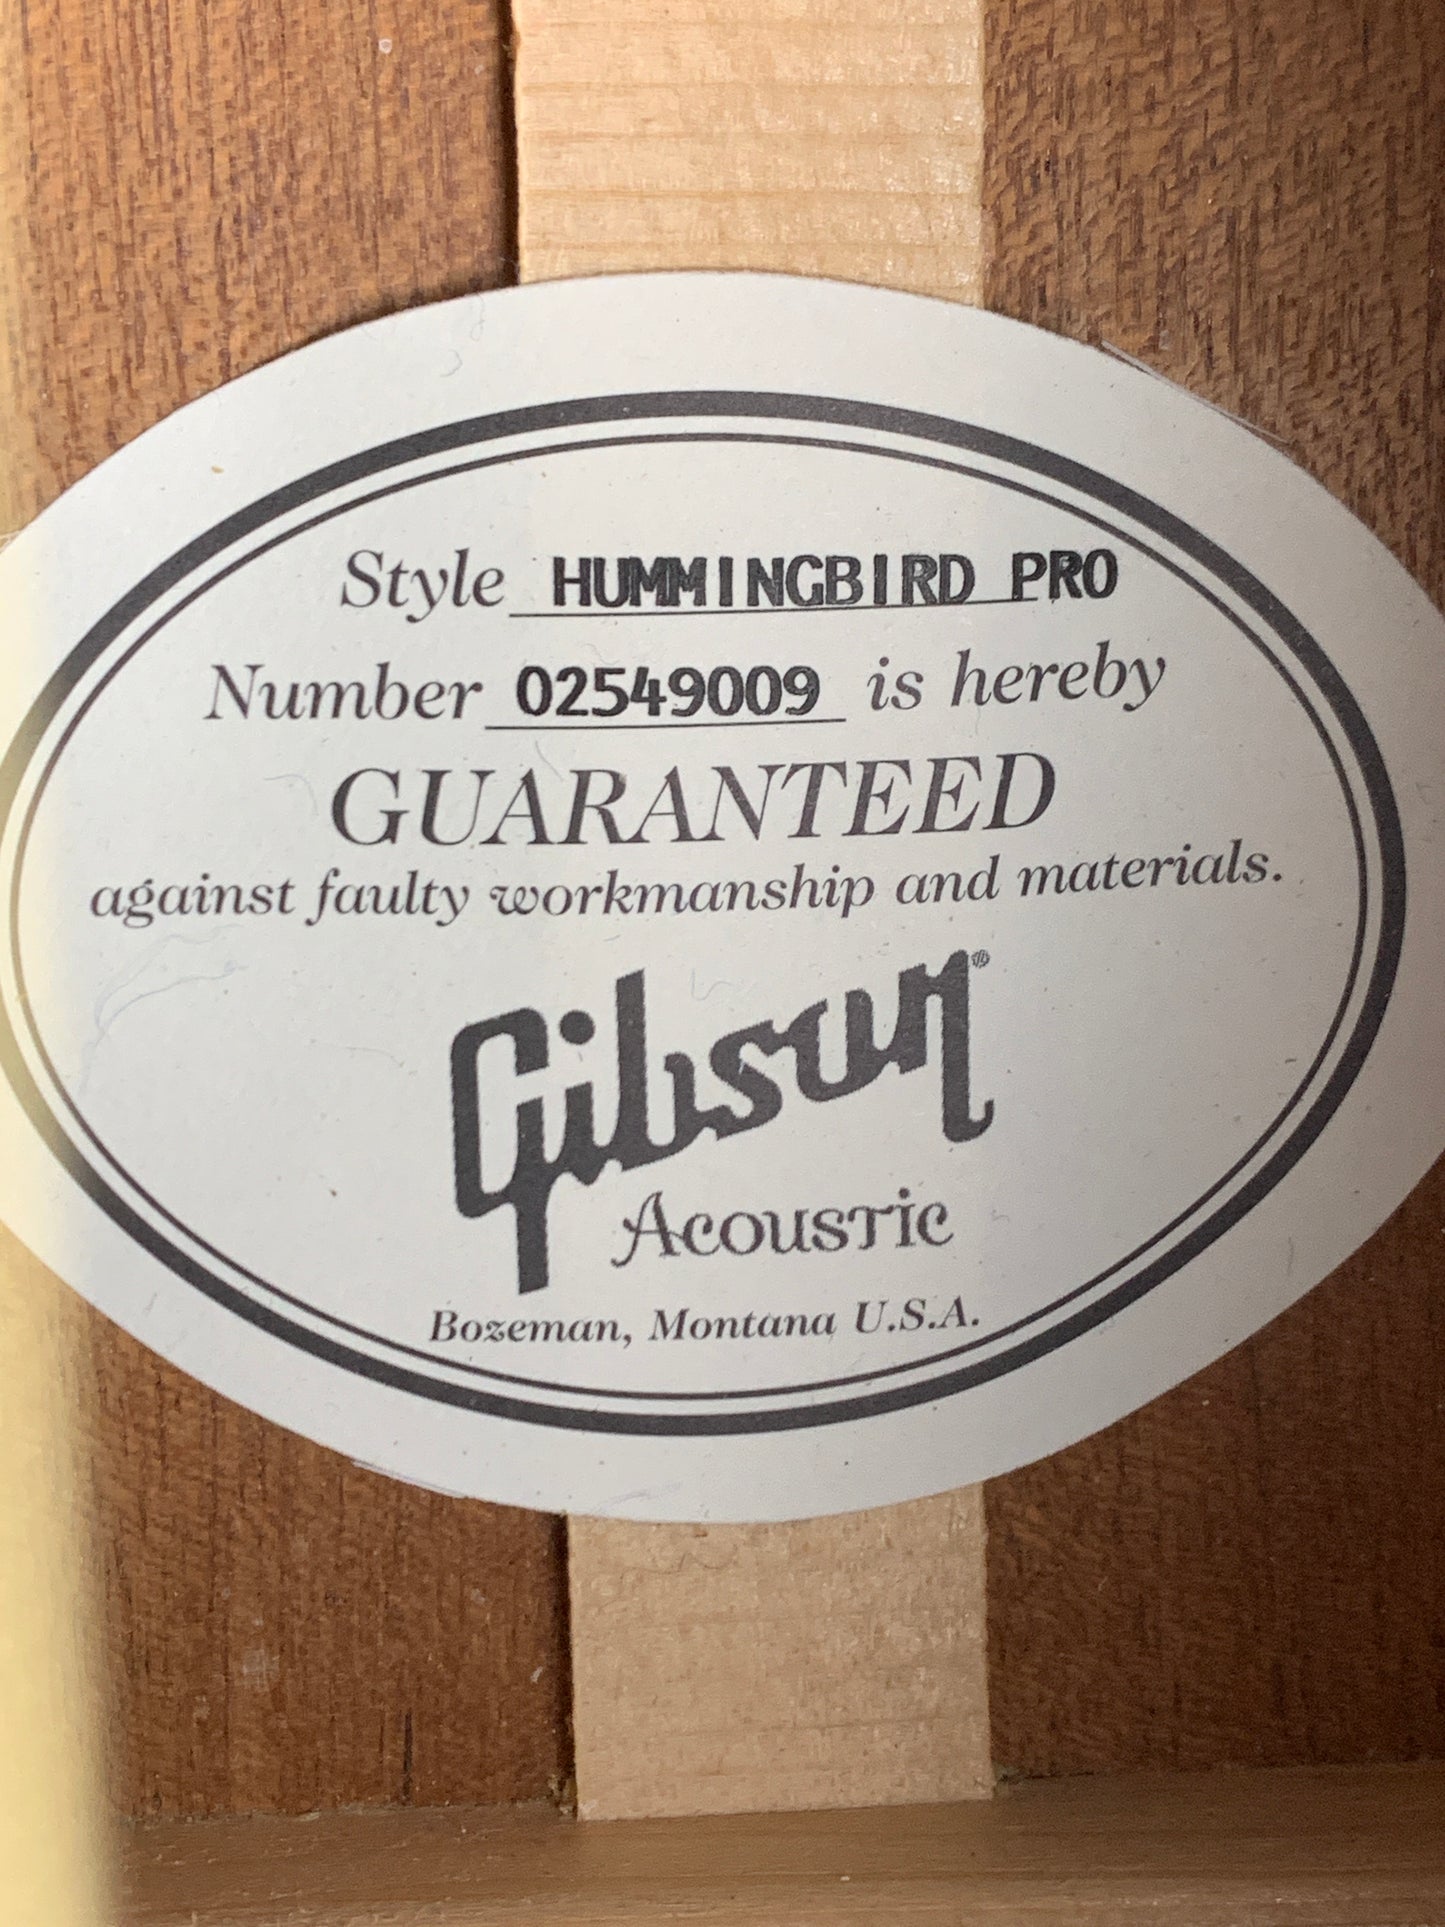 Style HUMMINGBIRD PRO
Number 02549009 is hereby
GUARANTEED
against faulty workmanship and materials.
Gibson®
Acoustic
Bozeman, Montana U.S.A.